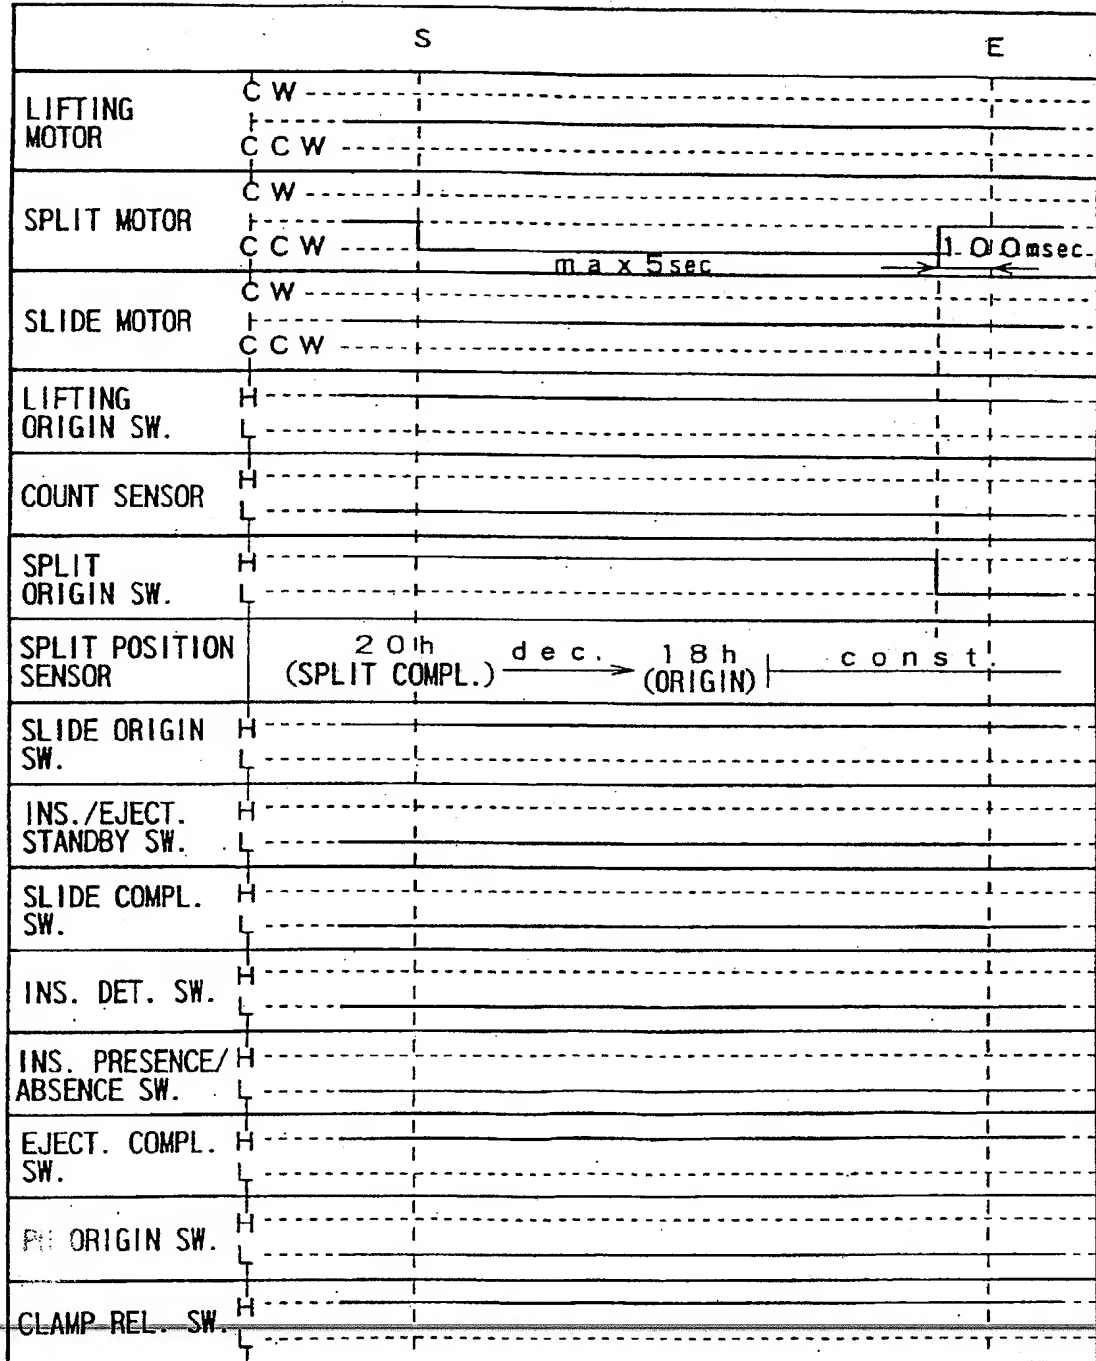 S
E
LIFTING
MOTOR
CW
CCW
SPLIT MOTOR
CW
CCW
max 5sec
100msec
SLIDE MOTOR
CW
CCW
LIFTING
ORIGIN SW.
H
L
COUNT SENSOR
H
L
SPLIT
ORIGIN SW.
H
L
SPLIT POSITION
SENSOR
20h
(SPLIT COMPL.)
dec.
18h
(ORIGIN)
const.
SLIDE ORIGIN
SW.
H
L
INS./EJECT.
STANDBY SW.
H
L
SLIDE COMPL.
SW.
H
L
INS. DET. SW.
H
L
INS. PRESENCE/
ABSENCE SW.
H
L
EJECT. COMPL.
SW.
H
L
ORIGIN SW.
H
L
CLAMP REL. SW.
H
L